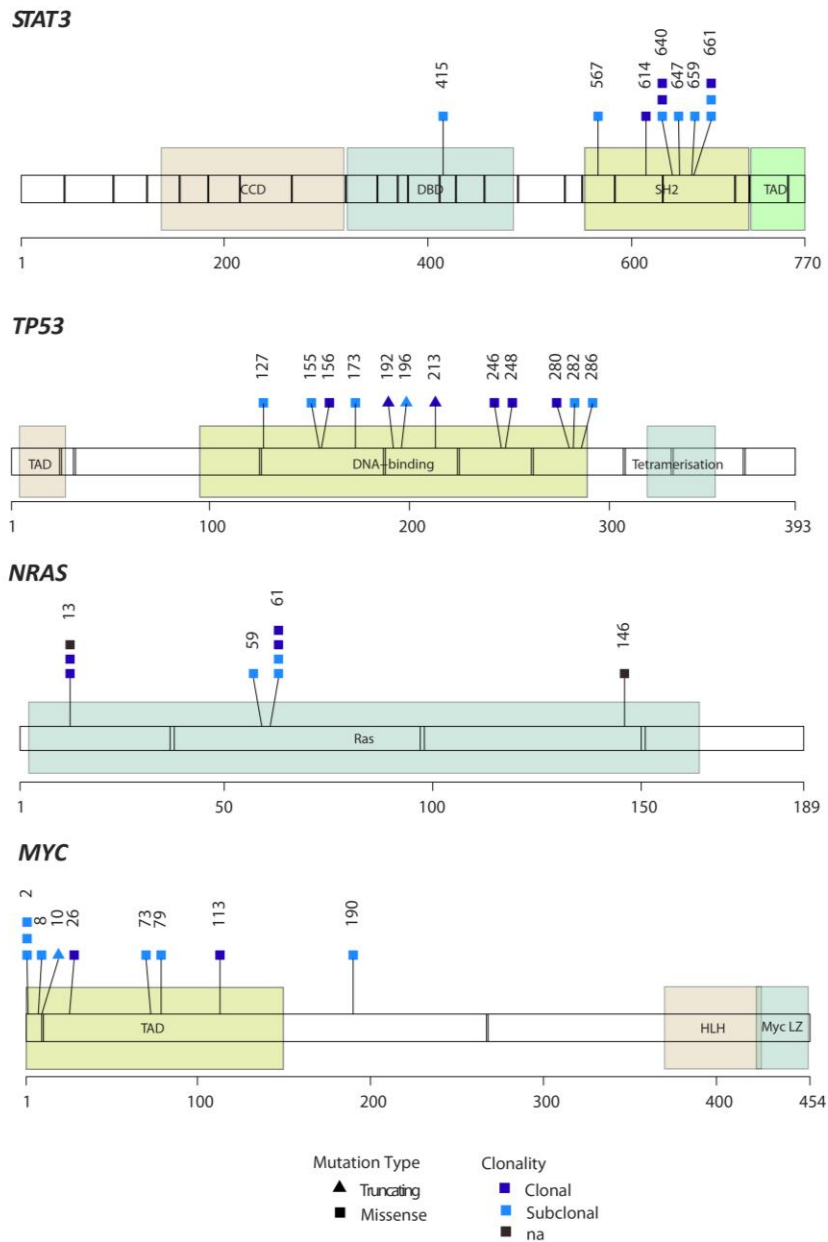 STAT3
415 567 614 640 647 659 661
CCD DBD SH2 TAD
1 200 400 600 770
TP53
127 155 156 173 192 196 213 246 248 280 282 286
TAD DNA-binding Tetramerisation
1 100 200 300 393
NRAS
13 59 61 146
Ras
1 50 100 150 189
MYC
2 8 10 26 73 79 113 190
TAD HLH Myc LZ
1 100 200 300 400 454
Mutation Type Clonality
Truncating Clonal
Missense Subclonal
na